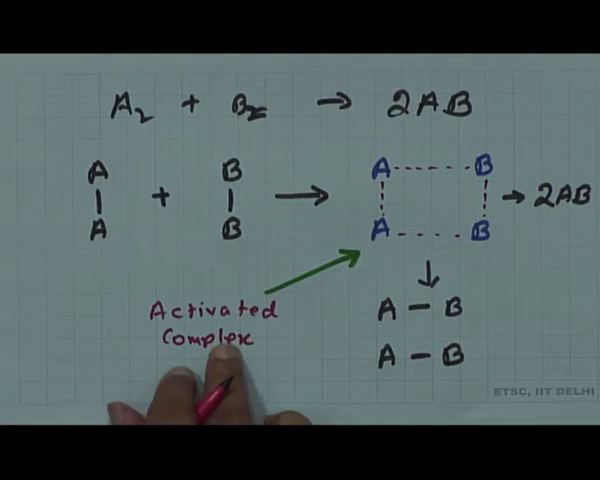 A₂ + B₂ → 2AB
A | A + B | B → A ---- B ¦ ¦ A ---- B → 2AB
↓
Activated
Complex
A — B
A — B
ETSC, IIT DELHI